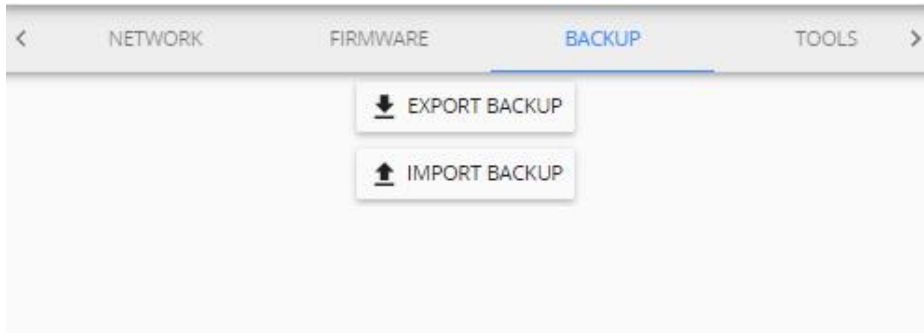 NETWORK FIRMWARE BACKUP TOOLS
EXPORT BACKUP
IMPORT BACKUP